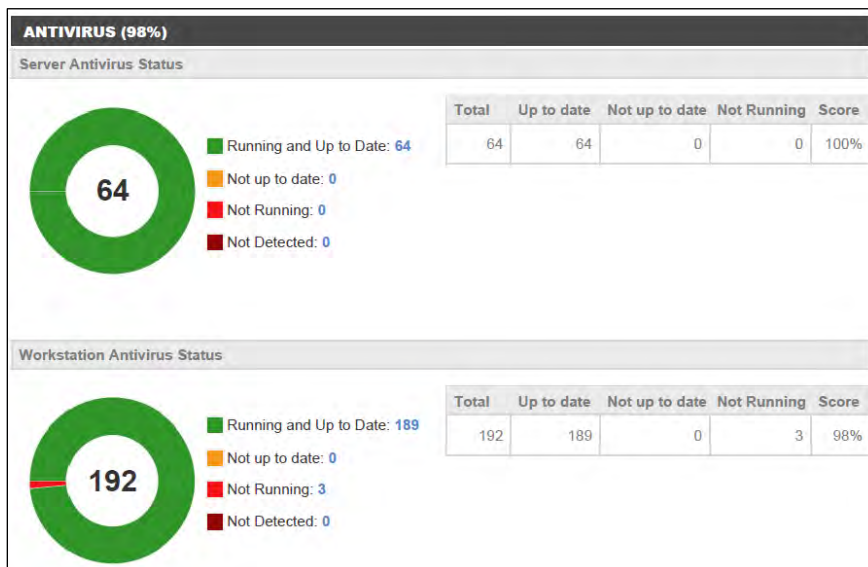 ANTIVIRUS (98%)
Server Antivirus Status
64
Running and Up to Date: 64
Not up to date: 0
Not Running: 0
Not Detected: 0
Total Up to date Not up to date Not Running Score
64 64 0 0 100%
Workstation Antivirus Status
192
Running and Up to Date: 189
Not up to date: 0
Not Running: 3
Not Detected: 0
Total Up to date Not up to date Not Running Score
192 189 0 3 98%